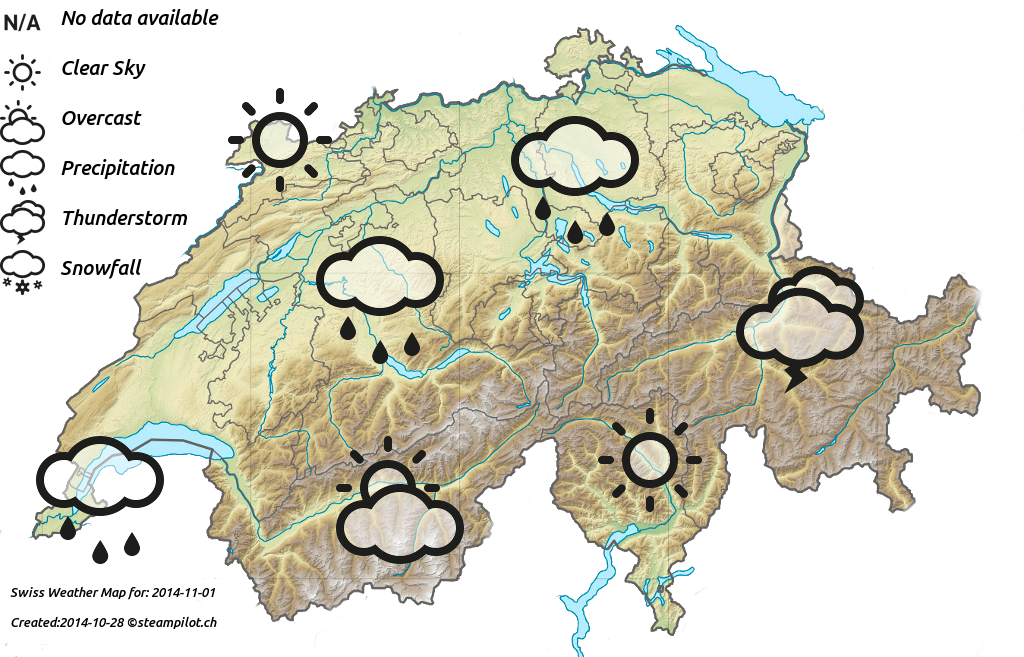 N/A No data available
Clear Sky
Overcast
Precipitation
Thunderstorm
Snowfall
Swiss Weather Map for: 2014-11-01
Created:2014-10-28 ©steampilot.ch